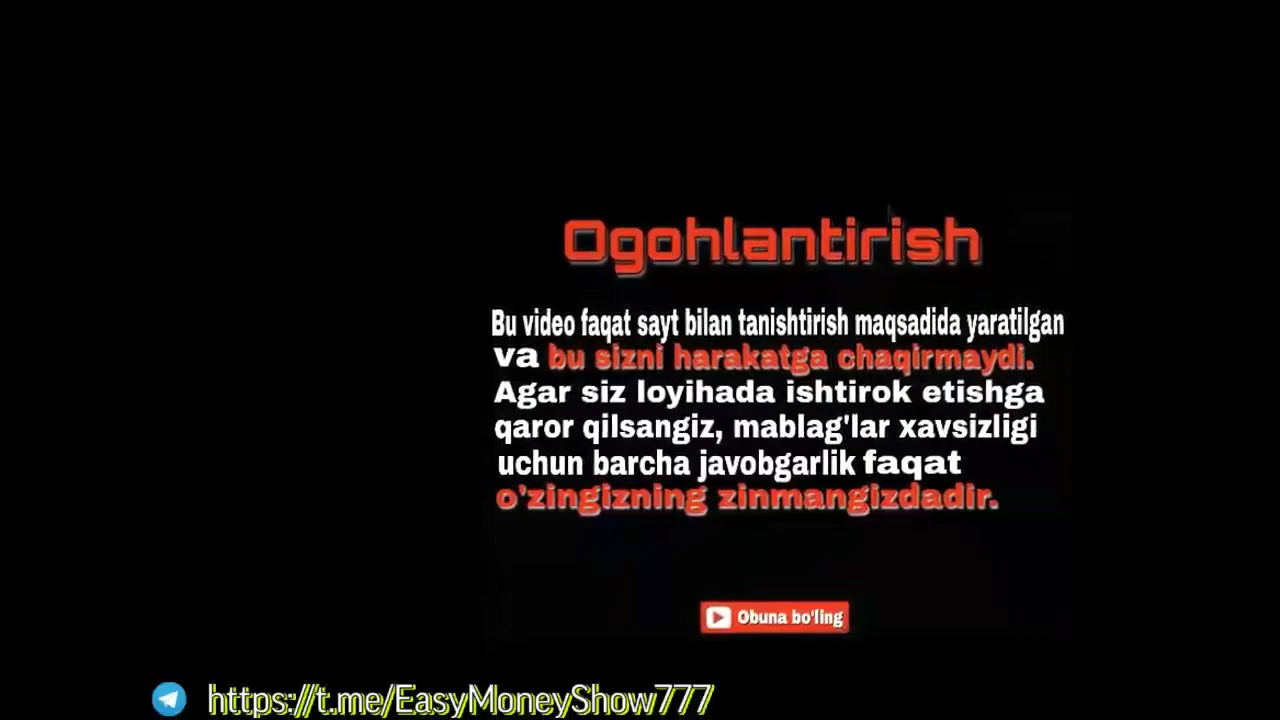 Ogohlantirish
Bu video faqat sayt bilan tanishtirish maqsadida yaratilgan
va bu sizni harakatga chaqirmaydi.
Agar siz loyihada ishtirok etishga
qaror qilsangiz, mablag'lar xavsizligi
uchun barcha javobgarlik faqat
o'zingizning zinmangizdadir.
Obuna bo'ling
https://t.me/EasyMoneyShow777